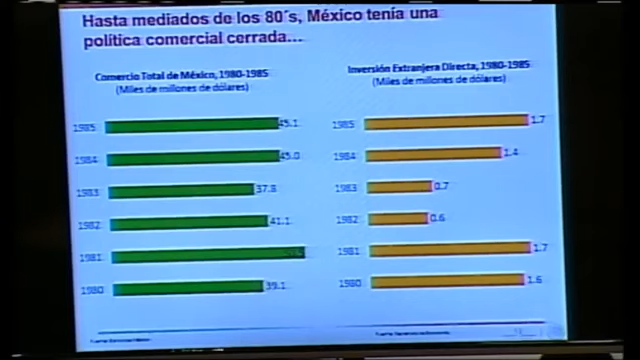 Hasta mediados de los 80´s, México tenía una
política comercial cerrada...
Comercio Total de México, 1980-1985
(Miles de millones de dólares)
1985 45.1
1984 45.0
1983 37.8
1982 41.1
1981
1980 39.1
Inversión Extranjera Directa, 1980-1985
(Miles de millones de dólares)
1985 1.7
1984 1.4
1983 0.7
1982 0.6
1981 1.7
1980 1.6